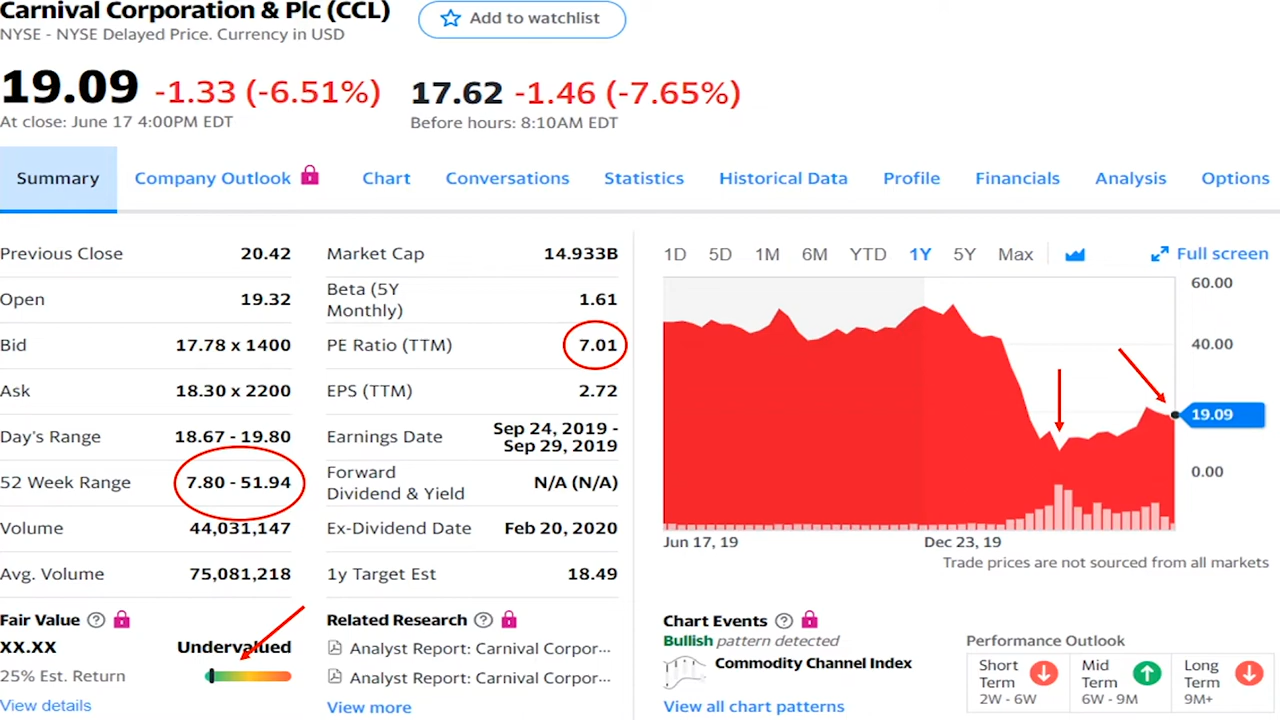 Carnival Corporation & Plc (CCL)
Add to watchlist
NYSE - NYSE Delayed Price. Currency in USD
19.09 -1.33 (-6.51%) 17.62 -1.46 (-7.65%)
At close: June 17 4:00PM EDT
Before hours: 8:10AM EDT
Summary Company Outlook Chart Conversations Statistics Historical Data Profile Financials Analysis Options
Previous Close 20.42
Open 19.32
Bid 17.78 x 1400
Ask 18.30 x 2200
Day's Range 18.67 - 19.80
52 Week Range 7.80 - 51.94
Volume 44,031,147
Avg. Volume 75,081,218
Fair Value ?
XX.XX Undervalued
25% Est. Return
View details
Market Cap 14.933B
Beta (5Y
Monthly) 1.61
PE Ratio (TTM) 7.01
EPS (TTM) 2.72
Earnings Date Sep 24, 2019 -
Sep 29, 2019
Forward
Dividend & Yield N/A (N/A)
Ex-Dividend Date Feb 20, 2020
1y Target Est 18.49
Related Research ?
Analyst Report: Carnival Corpor...
Analyst Report: Carnival Corpor...
View more
1D 5D 1M 6M YTD 1Y 5Y Max Full screen
60.00
40.00
19.09
0.00
Jun 17, 19 Dec 23, 19
Trade prices are not sourced from all markets
Chart Events ?
Bullish pattern detected
Commodity Channel Index
View all chart patterns
Performance Outlook
Short
Term
2W - 6W
Mid
Term
6W - 9M
Long
Term
9M+